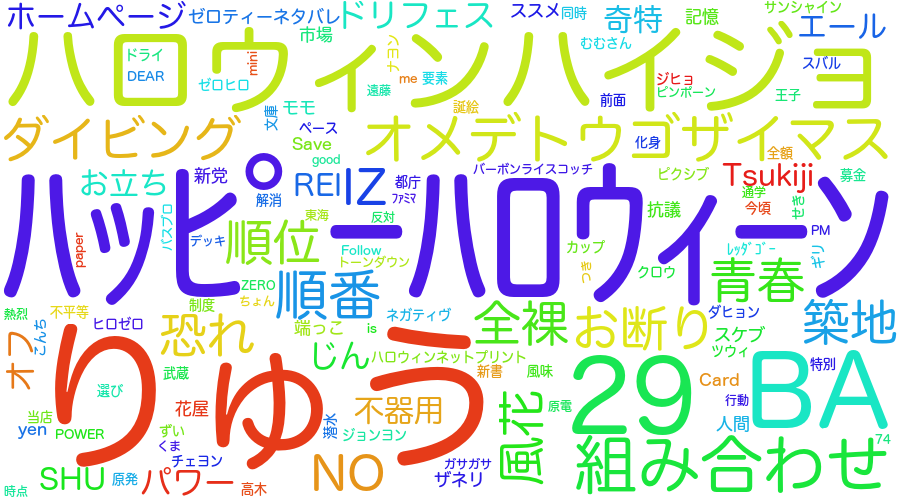 ホームページ
ゼロティーネタバレ
ドリフェス
ススメ
同時
奇特
記憶
サンシャイン
エール
市場
むむさん
ハロウィンハイジョ
ドライ
DEAR
mini
ナヨン
me
要素
ゼロヒロ
遠藤
ジヒョ
ピンポーン
スバル
王子
文庫
モモ
誕絵
前面
ダイビング
ペース
Save
good
オメデトウゴザイマス
化身
全額
お立ち
新党
REI
IZ
都庁
ファミマ
バーボンライスコッチ
ピクシブ
Tsukiji
通学
募金
解消
ハッピーハロウィーン
東海
反対
抗議
今頃
せき
PM
バスプロ
デッキ
順位
Follow
トーンダウン
カップ
レッダゴー
ギリ
paper
ZERO
つき
クロウ
青春
ちょん
順番
制度
熱烈
不平等
ヒロゼロ
恐れ
端っこ
is
ネガティヴ
全裸
お断り
ダヒョン
築地
スケブ
ツウィ
オフ
こんち
りゅう
じん
ハロウィンネットプリント
新書
風味
特別
武蔵
選び
29
Card
BA
行動
花屋
不器用
風花
原電
人間
当店
yen
POWER
ずい
くま
潜水
ジョンヨン
組み合わせ
74
チェヨン
NO
ガサガサ
ザネリ
SHU
原発
パワー
高木
時点